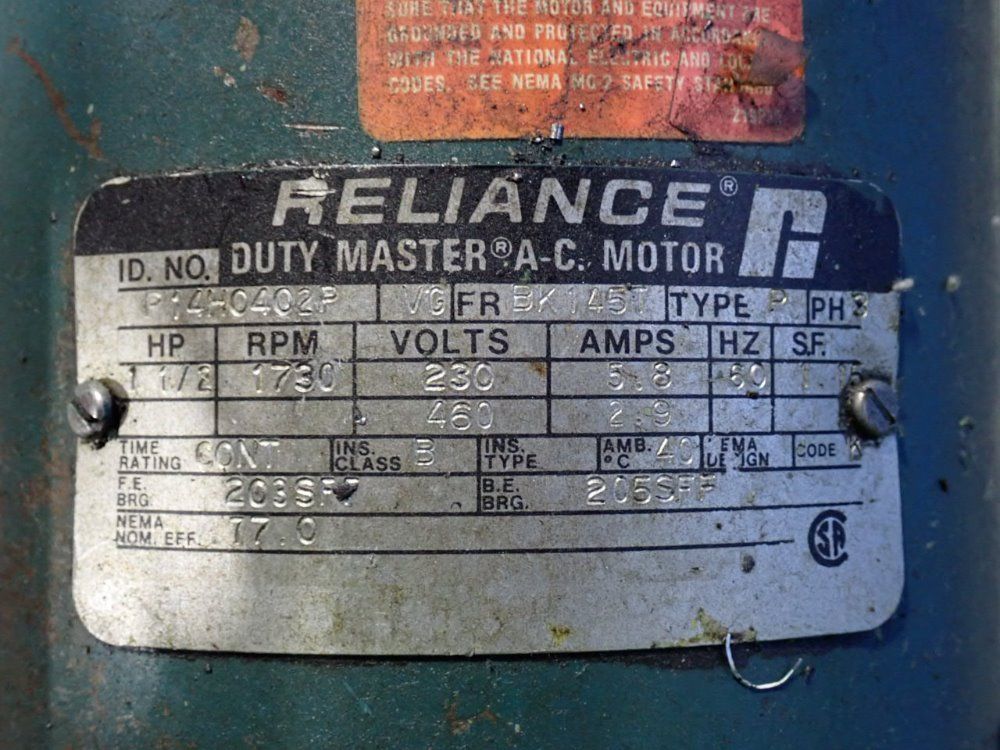 SURE THAT THE MOTOR AND EQUIPMENT ARE
GROUNDED AND PROTECTED IN
WITH THE NATIONAL ELECTRIC AND
CODES. SEE NEMA MG-2 SAFETY
RELIANCE®
DUTY MASTER® A-C. MOTOR
ID. NO. P14H0402P VG FR BK145T TYPE P PH 3
HP RPM VOLTS AMPS HZ S.F.
1 1/2 1730 230 5.8 60
460 2.9
TIME RATING CONT INS. CLASS B INS. TYPE AMB. °C 40 DESIGN CODE K
F.E. BRG. B.E. BRG. 205SFF
NEMA NOM. EFF. 77.0
SA